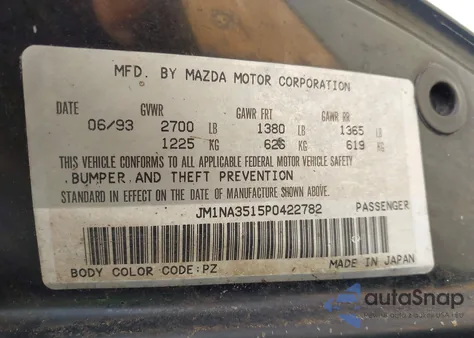 MFD. BY MAZDA MOTOR CORPORATION
DATE GVWR GAWR FRT GAWR RR
06/93 2700 LB 1380 LB 1365 LB
1225 KG 626 KG 619 KG
THIS VEHICLE CONFORMS TO ALL APPLICABLE FEDERAL MOTOR VEHICLE SAFETY
BUMPER AND THEFT PREVENTION
STANDARD IN EFFECT ON THE DATE OF MANUFACTURE SHOWN ABOVE.
JM1NA3515P0422782 PASSENGER
BODY COLOR CODE:PZ MADE IN JAPAN
autoSnap